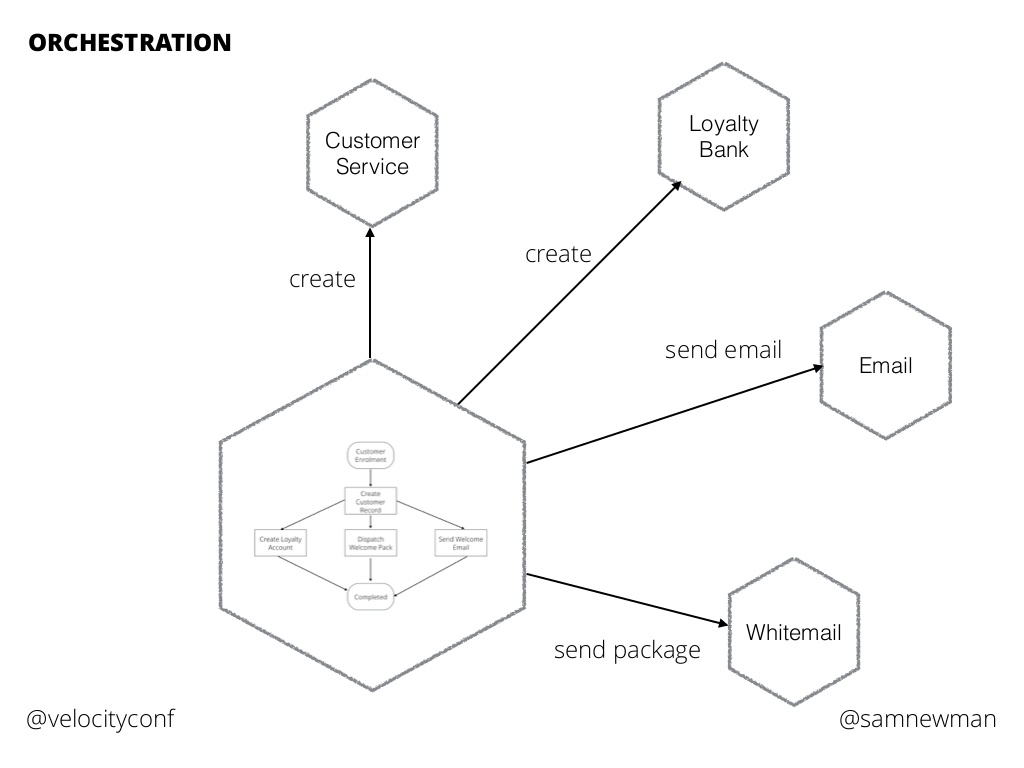 ORCHESTRATION
Customer
Service
Loyalty
Bank
create
create
send email
Email
Customer
Enrolment
Create
Customer
Record
Create Loyalty
Account
Dispatch
Welcome Pack
Send Welcome
Email
Completed
Whitemail
send package
@velocityconf
@samnewman